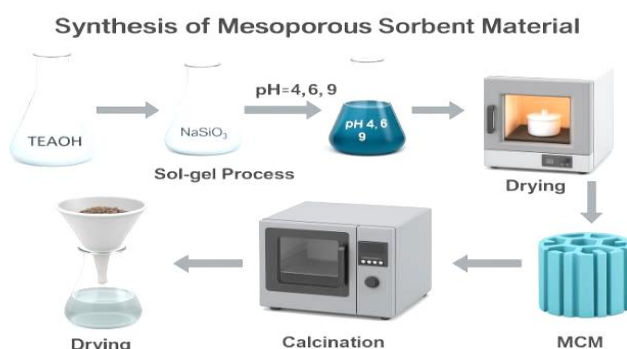 Synthesis of Mesoporous Sorbent Material
TEAOH
NaSiO₃
Sol-gel Process
pH=4, 6, 9
pH 4, 6
9
Drying
Drying
Calcination
MCM